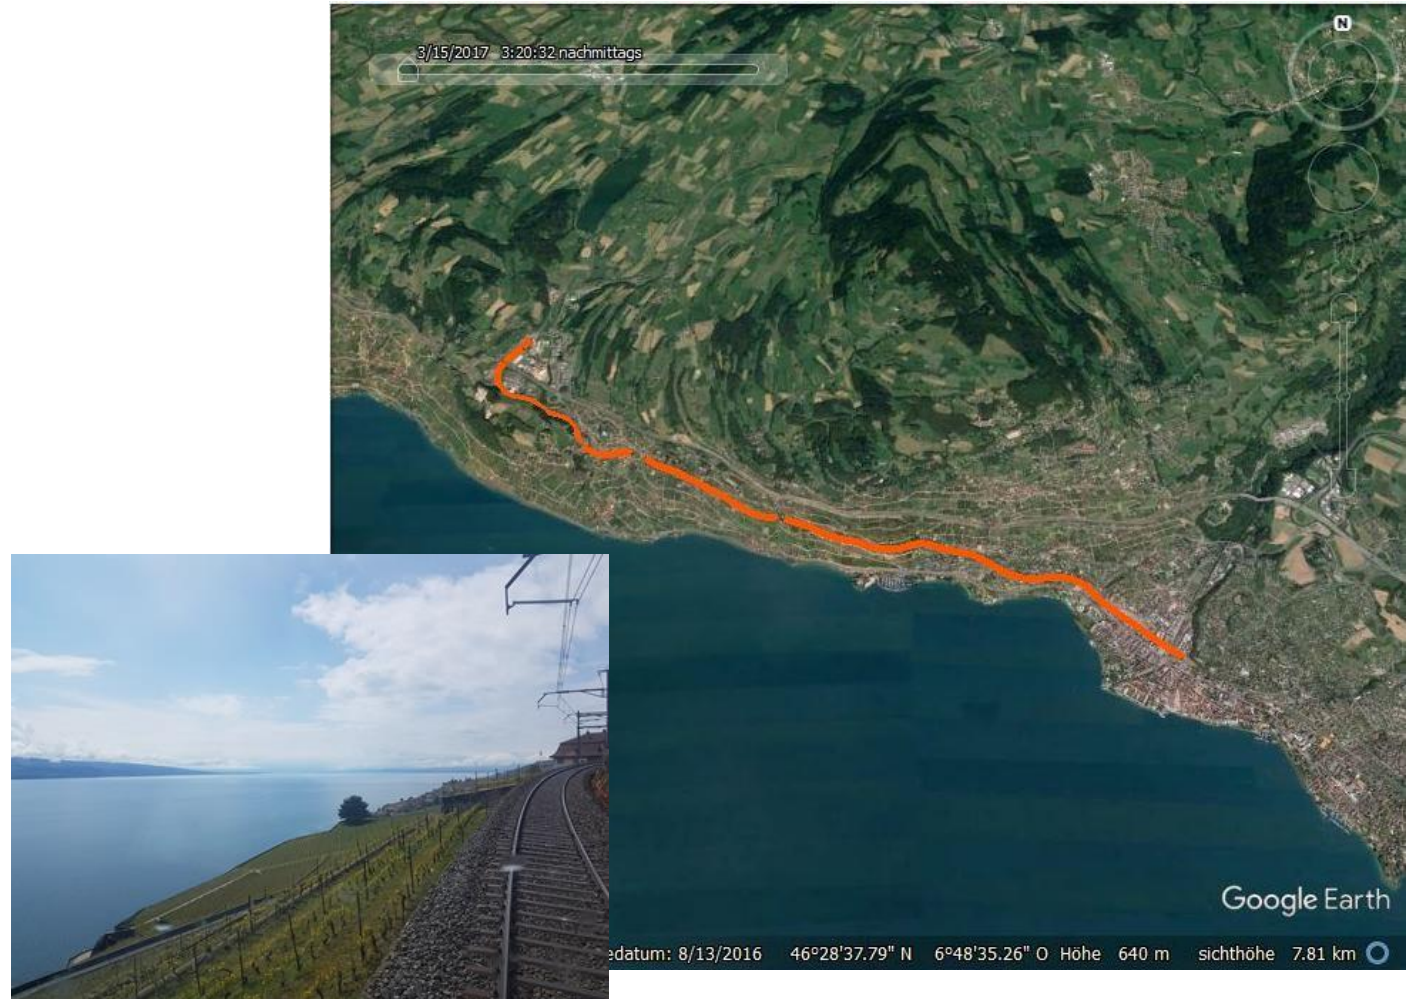 N
3/15/2017 3:20:32 nachmittags
Google Earth
edatum: 8/13/2016 46°28'37.79" N 6°48'35.26" O Höhe 640 m sichthöhe 7.81 km